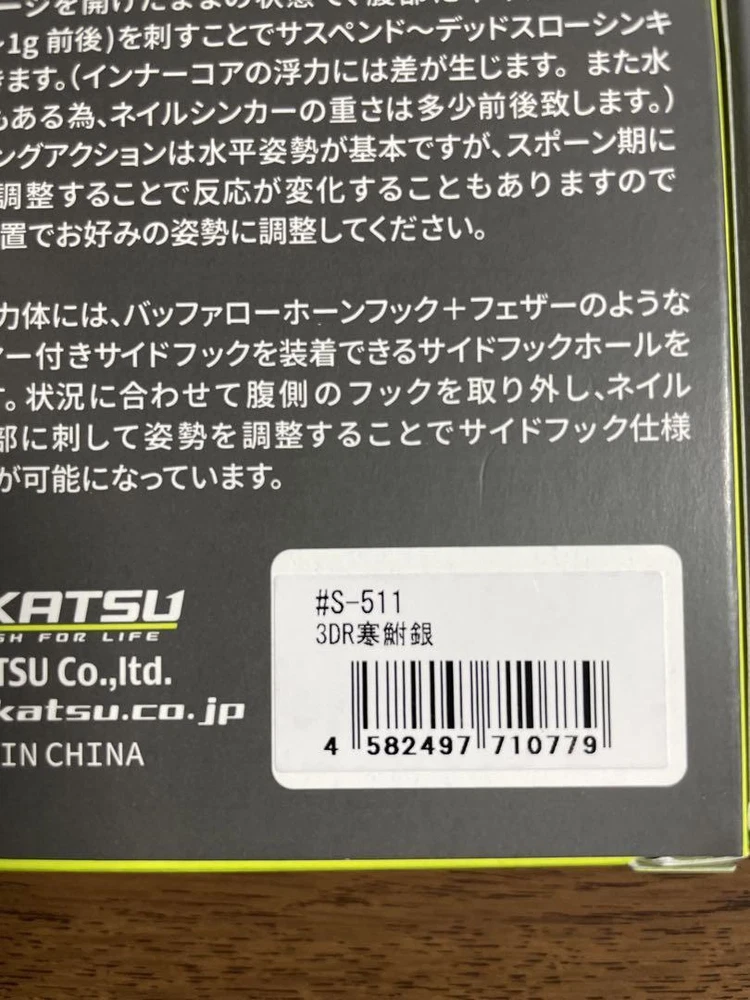 ージを開けたままの状態で、腹部に
~1g 前後)を刺すことでサスペンド〜デッドスローシンキ
きます。(インナーコアの浮力には差が生じます。また水
もある為、ネイルシンカーの重さは多少前後致します。)
ングアクションは水平姿勢が基本ですが、スポーン期に
調整することで反応が変化することもありますので
置でお好みの姿勢に調整してください。
力体には、バッファローホーンフック+フェザーのような
ー付きサイドフックを装着できるサイドフックホールを
す。状況に合わせて腹側のフックを取り外し、ネイル
部に刺して姿勢を調整することでサイドフック仕様
が可能になっています。
KATSU
SH FOR LIFE
TSU Co.,ltd.
katsu.co.jp
IN CHINA
#S-511
3DR寒鮒銀
4 582497 710779